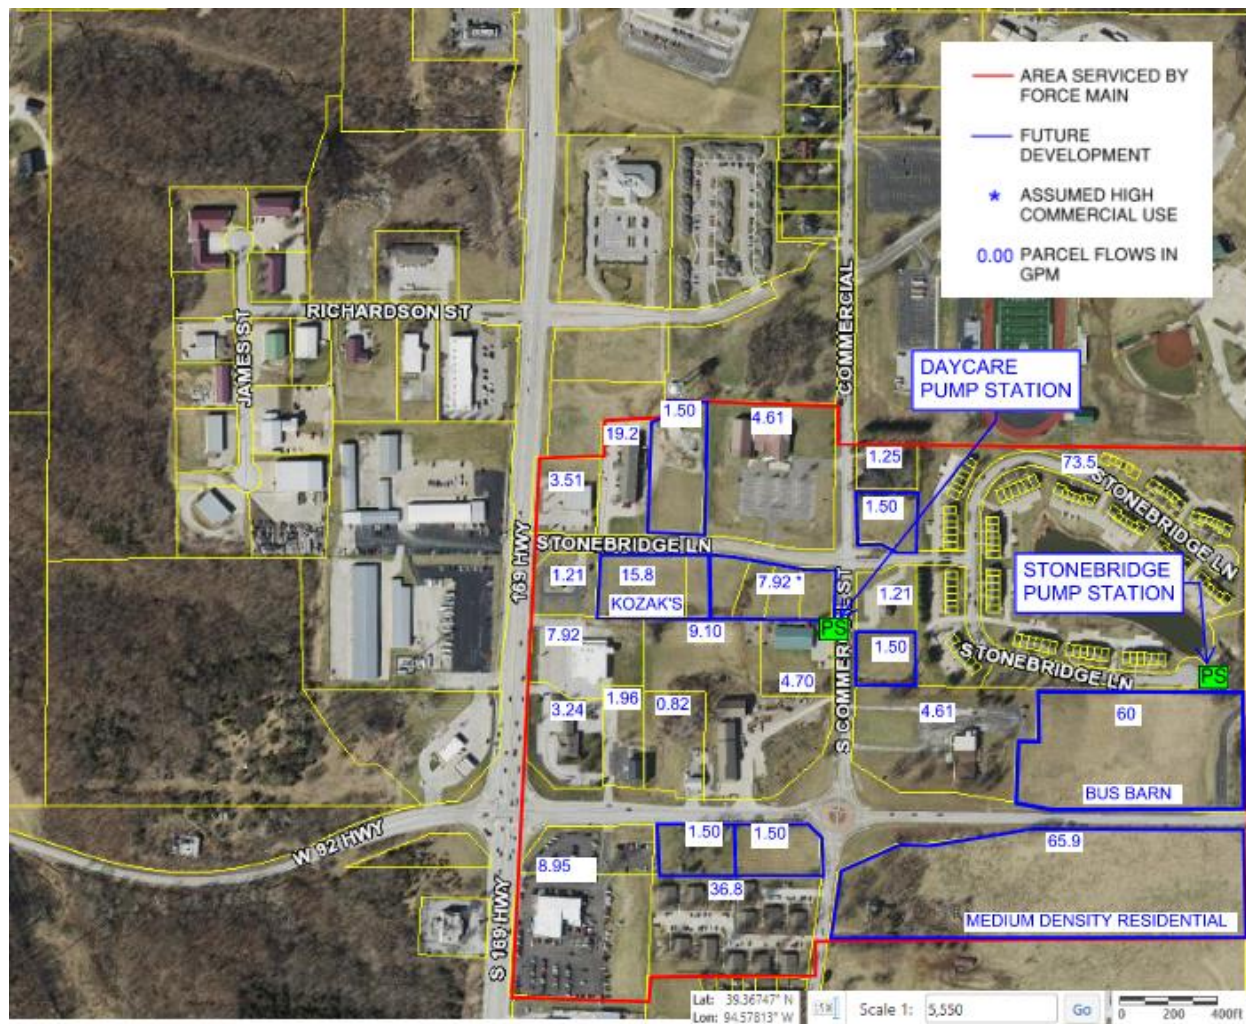 AREA SERVICED BY
FORCE MAIN
FUTURE
DEVELOPMENT
* ASSUMED HIGH
COMMERCIAL USE
0.00 PARCEL FLOWS IN
GPM
RICHARDSON ST
JAMES ST
COMMERCIAL
DAYCARE
PUMP STATION
1.50
4.61
19.2
1.25
73.5
3.51
1.50
STONEBRIDGE LN
169 HWY
STONEBRIDGE LN
STONEBRIDGE
PUMP STATION
1.21
15.8
7.92 *
1.21
KOZAK'S
PS
7.92
9.10
1.50
STONEBRIDGE LN
PS
4.70
S COMMERCIAL ST
3.24
1.96
0.82
4.61
60
BUS BARN
W 92 HWY
1.50
1.50
65.9
8.95
36.8
MEDIUM DENSITY RESIDENTIAL
S 169 HWY
Lat: 39.36747° N
Lon: 94.57813° W
Scale 1: 5,550
Go
0 200 400ft